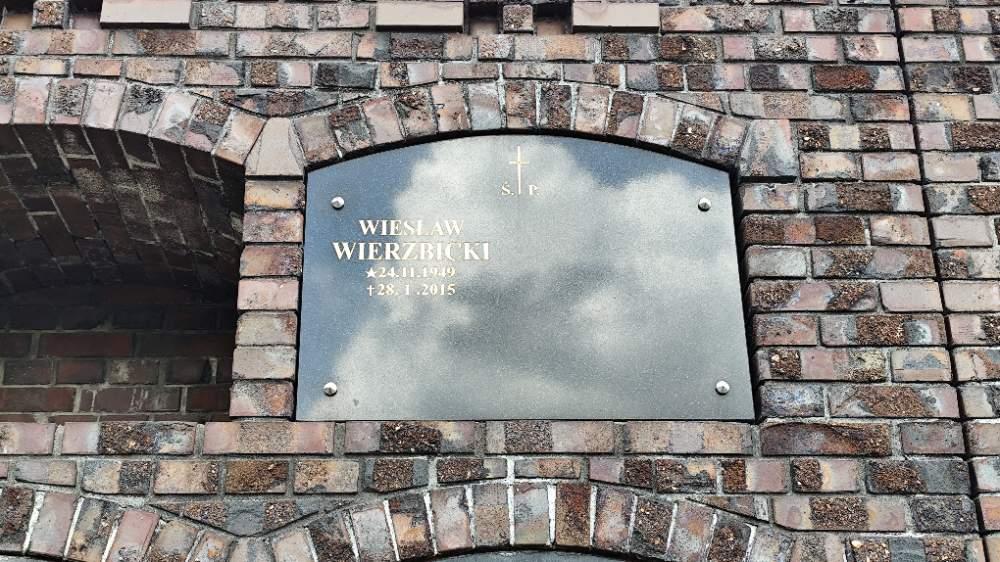 Ś. P.
WIESŁAW
WIERZBICKI
★24.11.1949
†28. 1 .2015